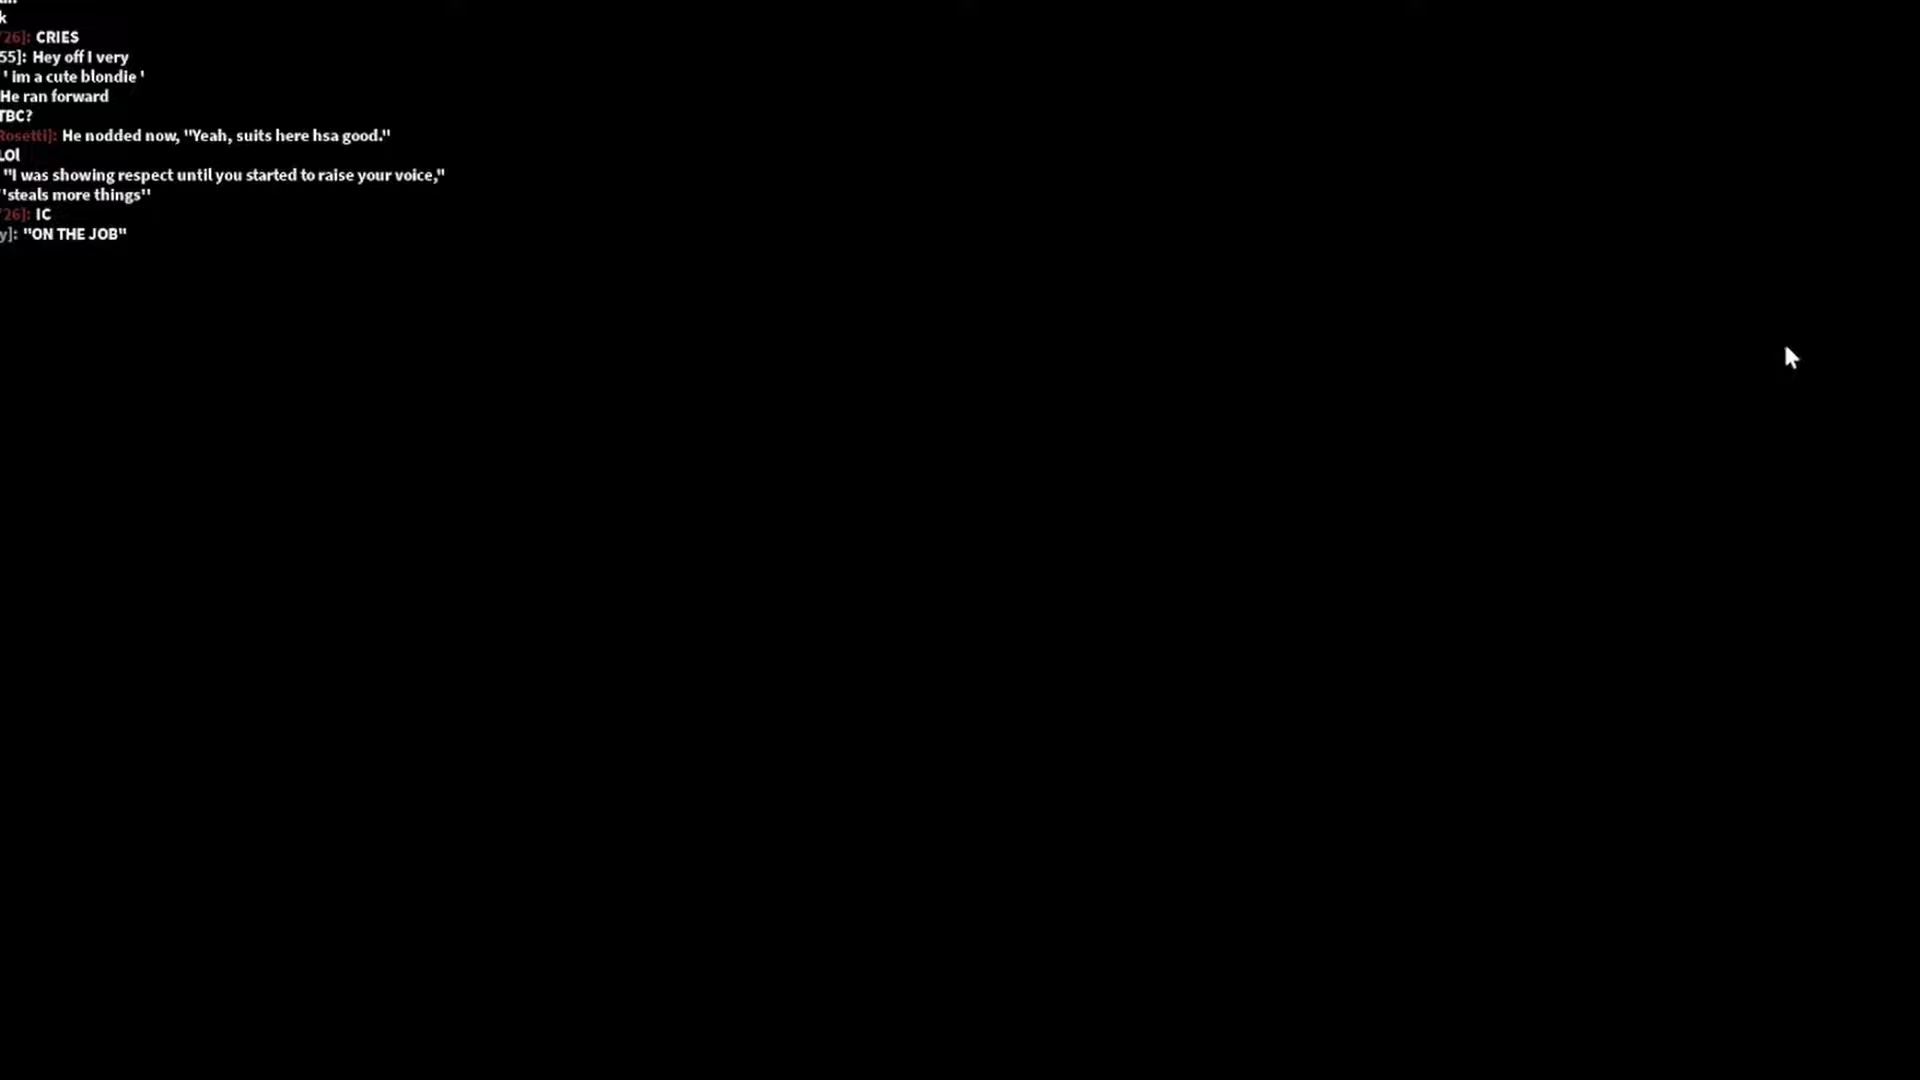 k
26]: CRIES
55]: Hey off I very
' im a cute blondie '
He ran forward
TBC?
Rosetti]: He nodded now, "Yeah, suits here hsa good."
LOl
"I was showing respect until you started to raise your voice,"
''steals more things''
26]: IC
y]: "ON THE JOB"